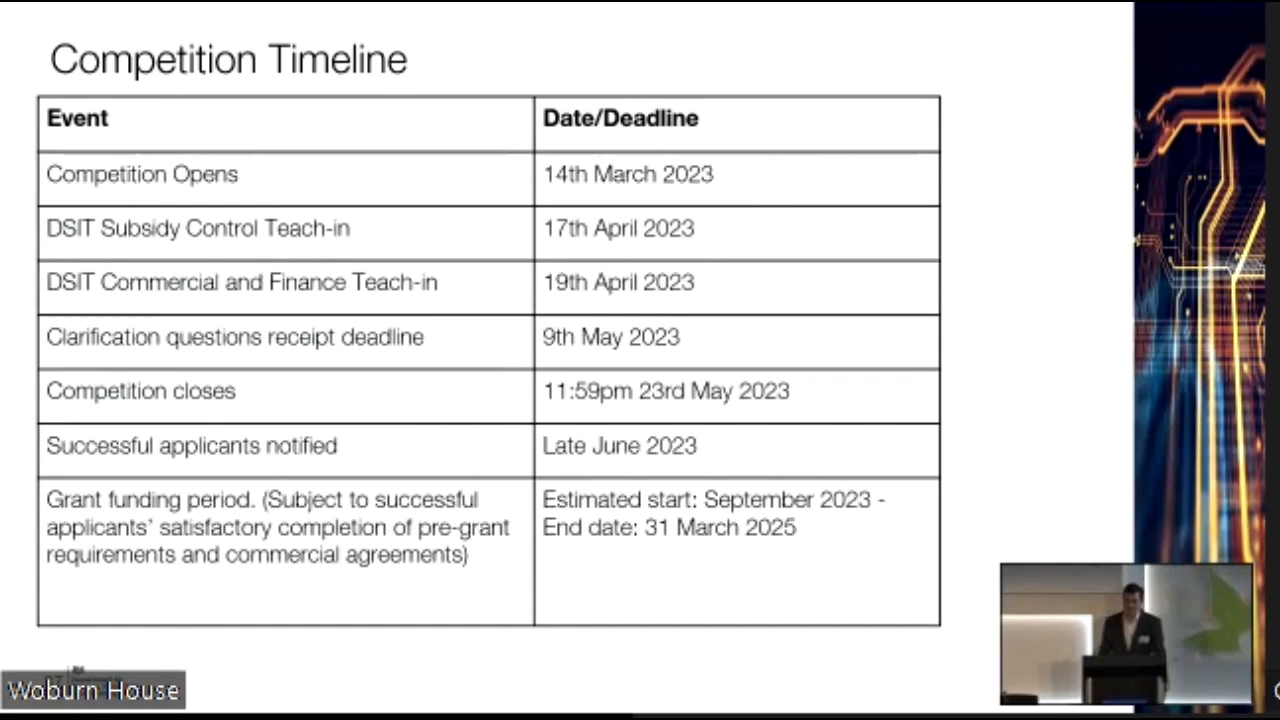 Competition Timeline
Event
Date/Deadline
Competition Opens
14th March 2023
DSIT Subsidy Control Teach-in
17th April 2023
DSIT Commercial and Finance Teach-in
19th April 2023
Clarification questions receipt deadline
9th May 2023
Competition closes
11:59pm 23rd May 2023
Successful applicants notified
Late June 2023
Grant funding period. (Subject to successful
applicants’ satisfactory completion of pre-grant
requirements and commercial agreements)
Estimated start: September 2023 -
End date: 31 March 2025
Woburn House